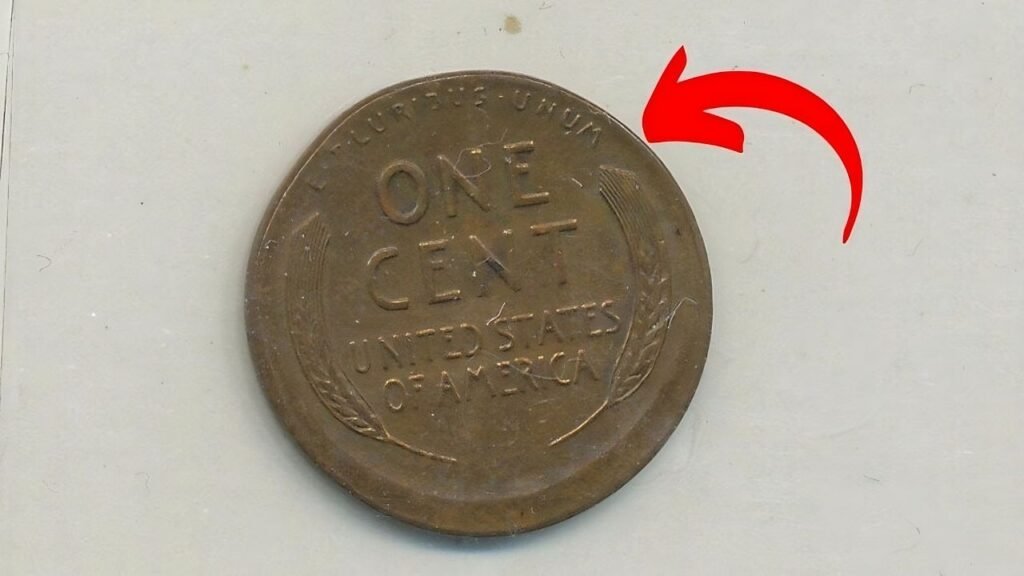 E PLURIBUS · UNUM
ONE
CENT
UNITED STATES
OF AMERICA